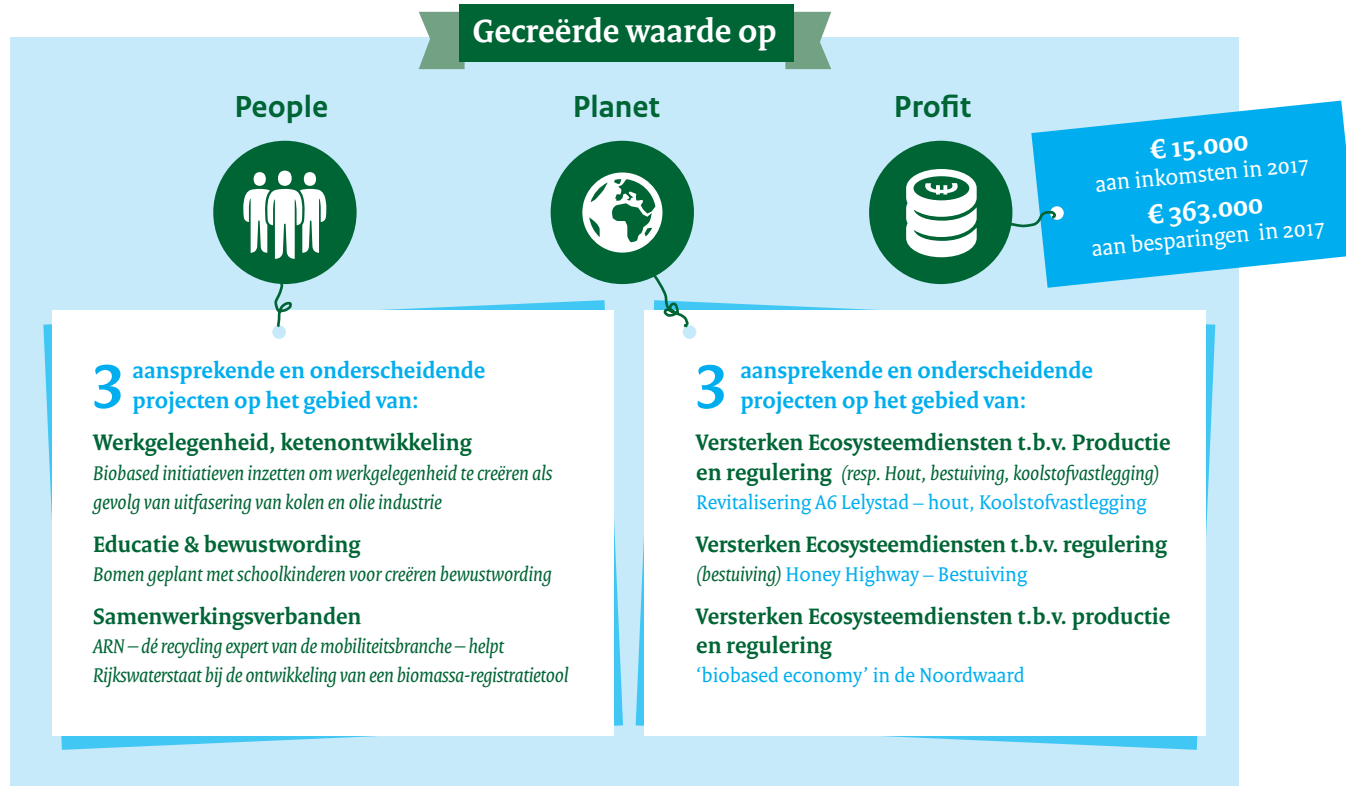 Gecreërde waarde op
People
Planet
Profit
€ 15.000
aan inkomsten in 2017
€ 363.000
aan besparingen in 2017
3 aansprekende en onderscheidende
projecten op het gebied van:
Werkgelegenheid, ketenontwikkeling
Biobased initiatieven inzetten om werkgelegenheid te creëren als
gevolg van uitfasering van kolen en olie industrie
Educatie & bewustwording
Bomen geplant met schoolkinderen voor creëren bewustwording
Samenwerkingsverbanden
ARN – dé recycling expert van de mobiliteitsbranche – helpt
Rijkswaterstaat bij de ontwikkeling van een biomassa-registratietool
3 aansprekende en onderscheidende
projecten op het gebied van:
Versterken Ecosysteemdiensten t.b.v. Productie
en regulering (resp. Hout, bestuiving, koolstofvastlegging)
Revitalisering A6 Lelystad – hout, Koolstofvastlegging
Versterken Ecosysteemdiensten t.b.v. regulering
(bestuiving) Honey Highway – Bestuiving
Versterken Ecosysteemdiensten t.b.v. productie
en regulering
‘biobased economy’ in de Noordwaard